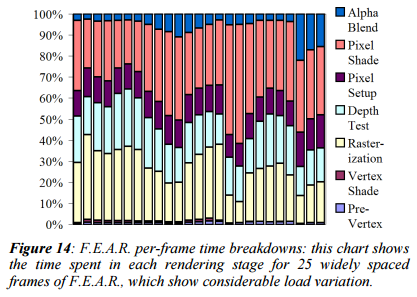 100%
90%
80%
70%
60%
50%
40%
30%
20%
10%
0%
Alpha
Blend
Pixel
Shade
Pixel
Setup
Depth
Test
Raster-
ization
Vertex
Shade
Pre-
Vertex
Figure 14: F.E.A.R. per-frame time breakdowns: this chart shows
the time spent in each rendering stage for 25 widely spaced
frames of F.E.A.R., which show considerable load variation.